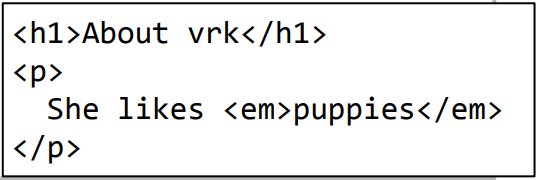 <h1>About vrk</h1>
<p>
  She likes <em>puppies</em>
</p>